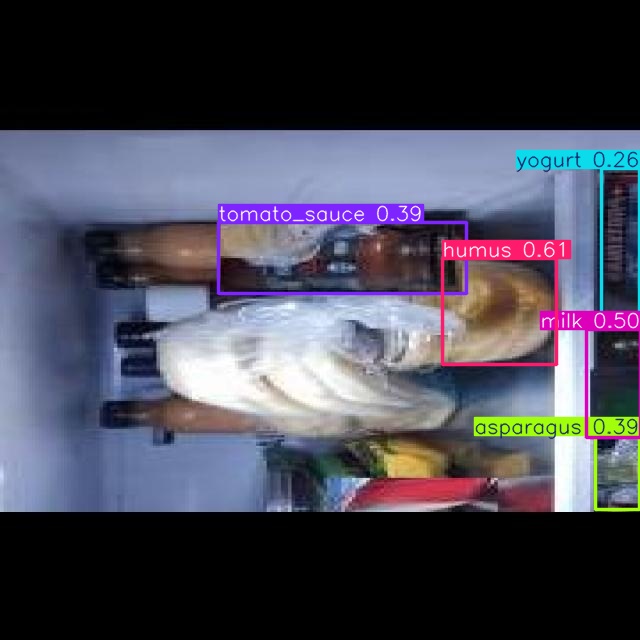 yogurt 0.26
tomato_sauce 0.39
humus 0.61
milk 0.50
asparagus 0.39